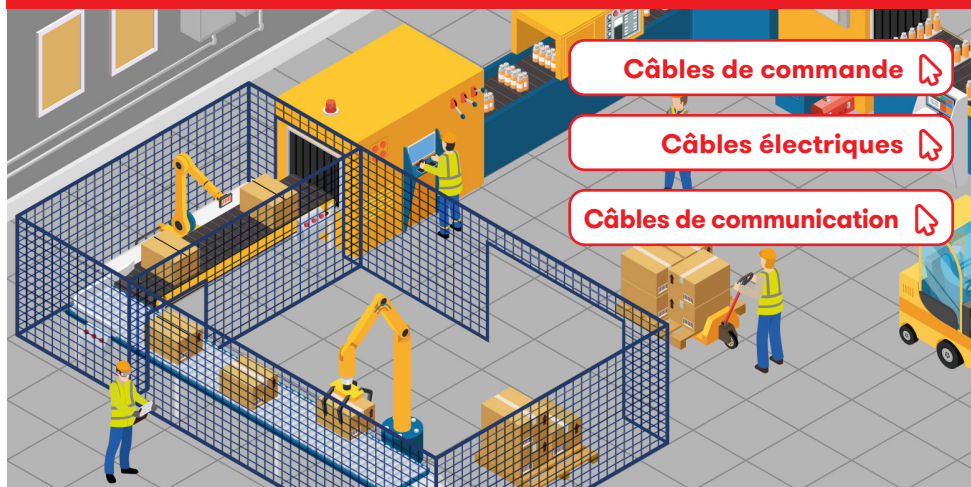 Câbles de commande
Câbles électriques
Câbles de communication